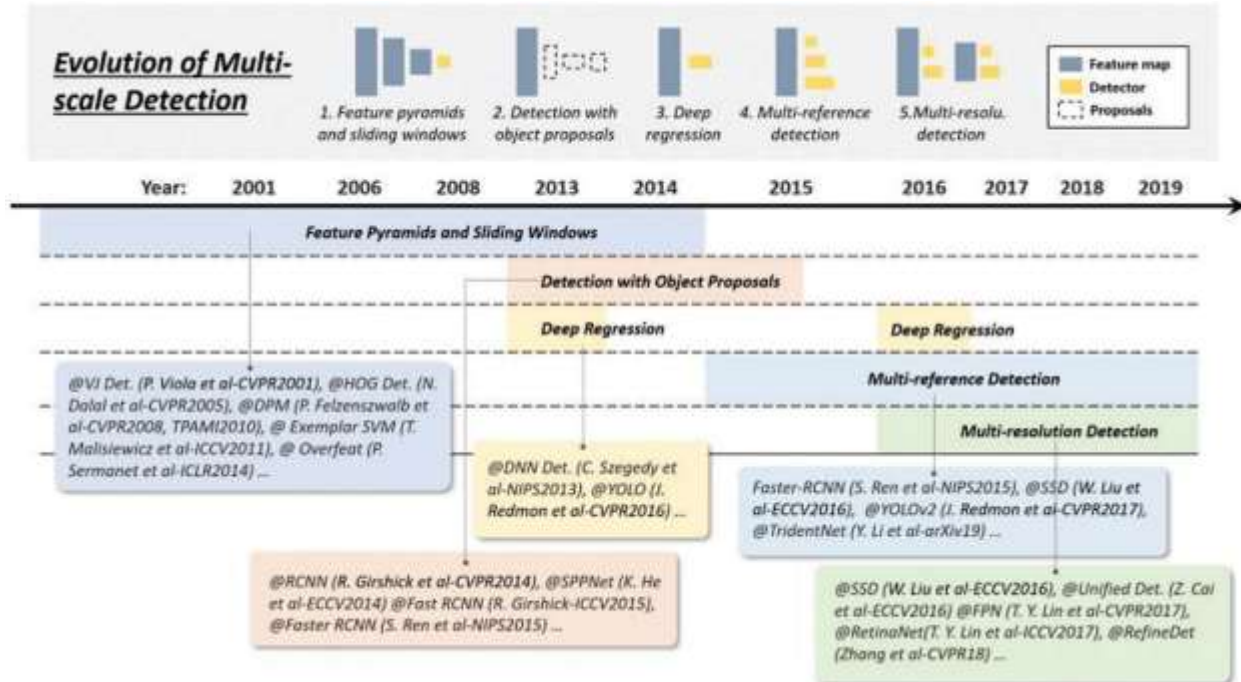 Evolution of Multi-
scale Detection
1. Feature pyramids
and sliding windows
2. Detection with
object proposals
3. Deep
regression
4. Multi-reference
detection
5.Multi-resolu.
detection
Feature map
Detector
Proposals
Year: 2001 2006 2008 2013 2014 2015 2016 2017 2018 2019
Feature Pyramids and Sliding Windows
Detection with Object Proposals
Deep Regression
Deep Regression
Multi-reference Detection
Multi-resolution Detection
@VJ Det. (P. Viola et al-CVPR2001), @HOG Det. (N.
Dalal et al-CVPR2005), @DPM (P. Felzenszwalb et
al-CVPR2008, TPAMI2010), @ Exemplar SVM (T.
Malisiewicz et al-ICCV2011), @ Overfeat (P.
Sermanet et al-ICLR2014) ...
@DNN Det. (C. Szegedy et
al-NIPS2013), @YOLO (J.
Redmon et al-CVPR2016) ...
Faster-RCNN (S. Ren et al-NIPS2015), @SSD (W. Liu et
al-ECCV2016), @YOLOv2 (J. Redmon et al-CVPR2017),
@TridentNet (Y. Li et al-arXiv19) ...
@RCNN (R. Girshick et al-CVPR2014), @SPPNet (K. He
et al-ECCV2014) @Fast RCNN (R. Girshick-ICCV2015),
@Faster RCNN (S. Ren et al-NIPS2015) ...
@SSD (W. Liu et al-ECCV2016), @Unified Det. (Z. Cai
et al-ECCV2016) @FPN (T. Y. Lin et al-CVPR2017),
@RetinaNet(T. Y. Lin et al-ICCV2017), @RefineDet
(Zhang et al-CVPR18) ...